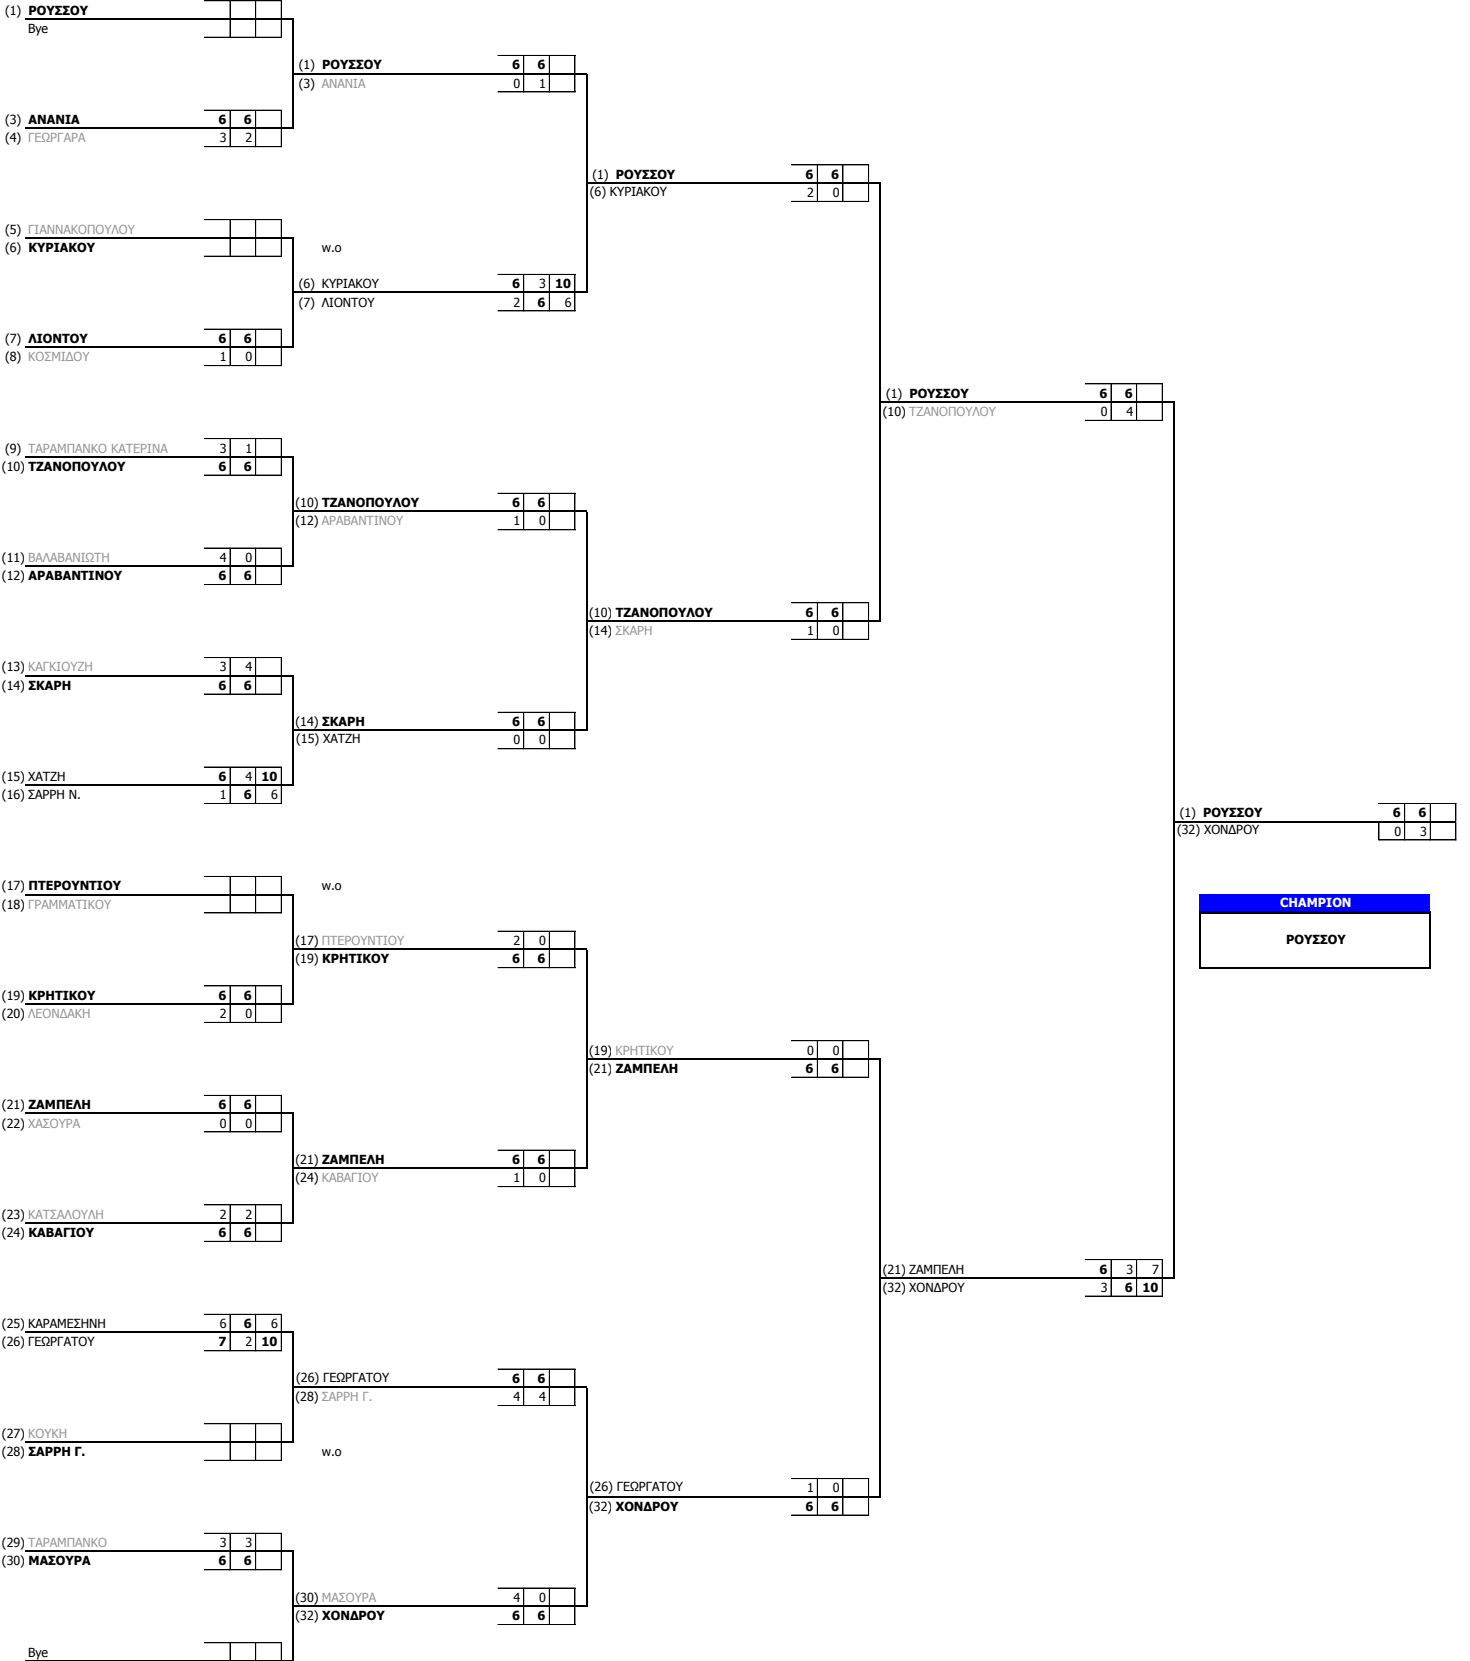 (1) ΡΟΥΣΣΟΥ
Bye
(1) ΡΟΥΣΣΟΥ 6 6
(3) ΑΝΑΝΙΑ 0 1
(3) ΑΝΑΝΙΑ 6 6
(4) ΓΕΩΡΓΑΡΑ 3 2
(1) ΡΟΥΣΣΟΥ 6 6
(6) ΚΥΡΙΑΚΟΥ 2 0
(5) ΓΙΑΝΝΑΚΟΠΟΥΛΟΥ
(6) ΚΥΡΙΑΚΟΥ w.o
(6) ΚΥΡΙΑΚΟΥ 6 3 10
(7) ΛΙΟΝΤΟΥ 2 6 6
(7) ΛΙΟΝΤΟΥ 6 6
(8) ΚΟΣΜΙΔΟΥ 1 0
(1) ΡΟΥΣΣΟΥ 6 6
(10) ΤΖΑΝΟΠΟΥΛΟΥ 0 4
(9) ΤΑΡΑΜΠΑΝΚΟ ΚΑΤΕΡΙΝΑ 3 1
(10) ΤΖΑΝΟΠΟΥΛΟΥ 6 6
(10) ΤΖΑΝΟΠΟΥΛΟΥ 6 6
(12) ΑΡΑΒΑΝΤΙΝΟΥ 1 0
(11) ΒΑΛΑΒΑΝΙΩΤΗ 4 0
(12) ΑΡΑΒΑΝΤΙΝΟΥ 6 6
(10) ΤΖΑΝΟΠΟΥΛΟΥ 6 6
(14) ΣΚΑΡΗ 1 0
(13) ΚΑΓΚΙΟΥΖΗ 3 4
(14) ΣΚΑΡΗ 6 6
(14) ΣΚΑΡΗ 6 6
(15) ΧΑΤΖΗ 0 0
(15) ΧΑΤΖΗ 6 4 10
(16) ΣΑΡΡΗ Ν. 1 6 6
(1) ΡΟΥΣΣΟΥ 6 6
(32) ΧΟΝΔΡΟΥ 0 3
(17) ΠΤΕΡΟΥΝΤΙΟΥ w.o
(18) ΓΡΑΜΜΑΤΙΚΟΥ
CHAMPION
ΡΟΥΣΣΟΥ
(17) ΠΤΕΡΟΥΝΤΙΟΥ 2 0
(19) ΚΡΗΤΙΚΟΥ 6 6
(19) ΚΡΗΤΙΚΟΥ 6 6
(20) ΛΕΟΝΔΑΚΗ 2 0
(19) ΚΡΗΤΙΚΟΥ 0 0
(21) ΖΑΜΠΕΛΗ 6 6
(21) ΖΑΜΠΕΛΗ 6 6
(22) ΧΑΣΟΥΡΑ 0 0
(21) ΖΑΜΠΕΛΗ 6 6
(24) ΚΑΒΑΓΙΟΥ 1 0
(23) ΚΑΤΣΑΛΟΥΛΗ 2 2
(24) ΚΑΒΑΓΙΟΥ 6 6
(21) ΖΑΜΠΕΛΗ 6 3 7
(32) ΧΟΝΔΡΟΥ 3 6 10
(25) ΚΑΡΑΜΕΣΗΝΗ 6 6 6
(26) ΓΕΩΡΓΑΤΟΥ 7 2 10
(26) ΓΕΩΡΓΑΤΟΥ 6 6
(28) ΣΑΡΡΗ Γ. 4 4
(27) ΚΟΥΚΗ
(28) ΣΑΡΡΗ Γ. w.o
(26) ΓΕΩΡΓΑΤΟΥ 1 0
(32) ΧΟΝΔΡΟΥ 6 6
(29) ΤΑΡΑΜΠΑΝΚΟ 3 3
(30) ΜΑΣΟΥΡΑ 6 6
(30) ΜΑΣΟΥΡΑ 4 0
(32) ΧΟΝΔΡΟΥ 6 6
Bye